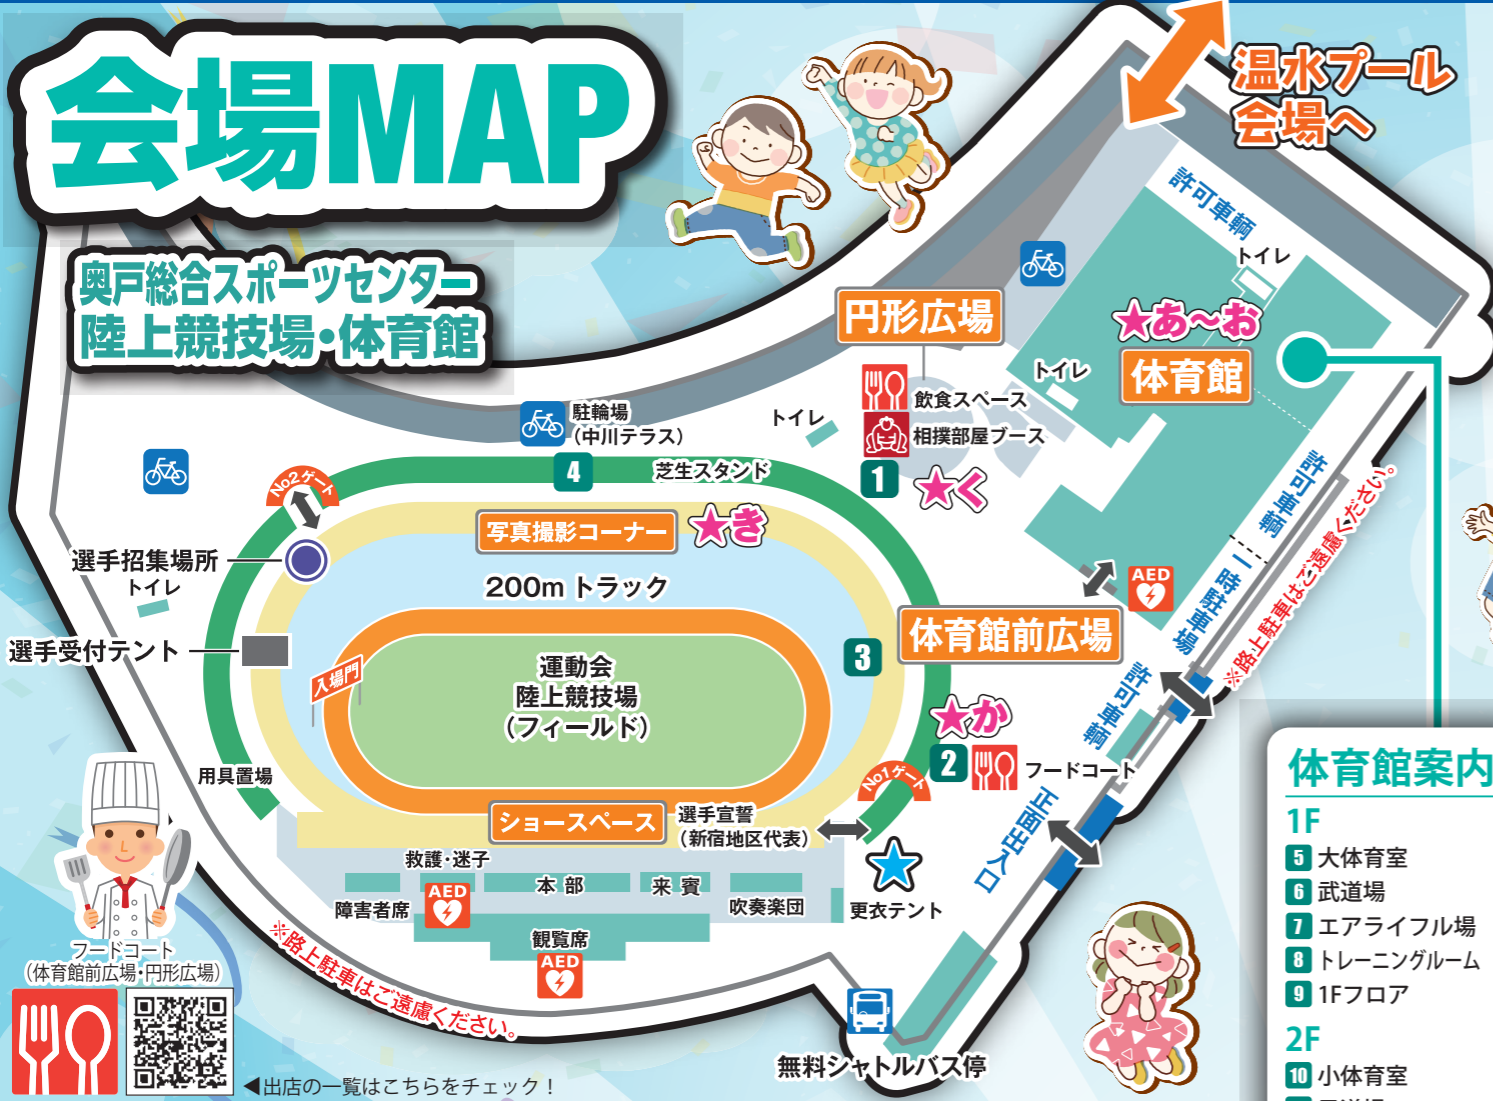 会場MAP
奥戸総合スポーツセンター
陸上競技場・体育館
温水プール
会場へ
許可車輌
トイレ
★あ～お
体育館
円形広場
トイレ
飲食スペース
相撲部屋ブース
トイレ
1
★く
駐輪場
(中川テラス)
4
芝生スタンド
No2ゲート
写真撮影コーナー
★き
選手招集場所
トイレ
200mトラック
選手受付テント
入場門
運動会
陸上競技場
(フィールド)
3
体育館前広場
AED
許可車輌
一時駐車場
※路上駐車はご遠慮ください。
許可車輌
★か
2
フードコート
No1ゲート
正面出入口
用具置場
ショースペース
選手宣誓
(新宿地区代表)
救護・迷子
本部
来賓
吹奏楽団
障害者席
AED
観覧席
AED
更衣テント
※路上駐車はご遠慮ください。
無料シャトルバス停
フードコート
(体育館前広場・円形広場)
◀出店の一覧はこちらをチェック！
体育館案内
1F
5 大体育室
6 武道場
7 エアライフル場
8 トレーニングルーム
9 1Fフロア
2F
10 小体育室